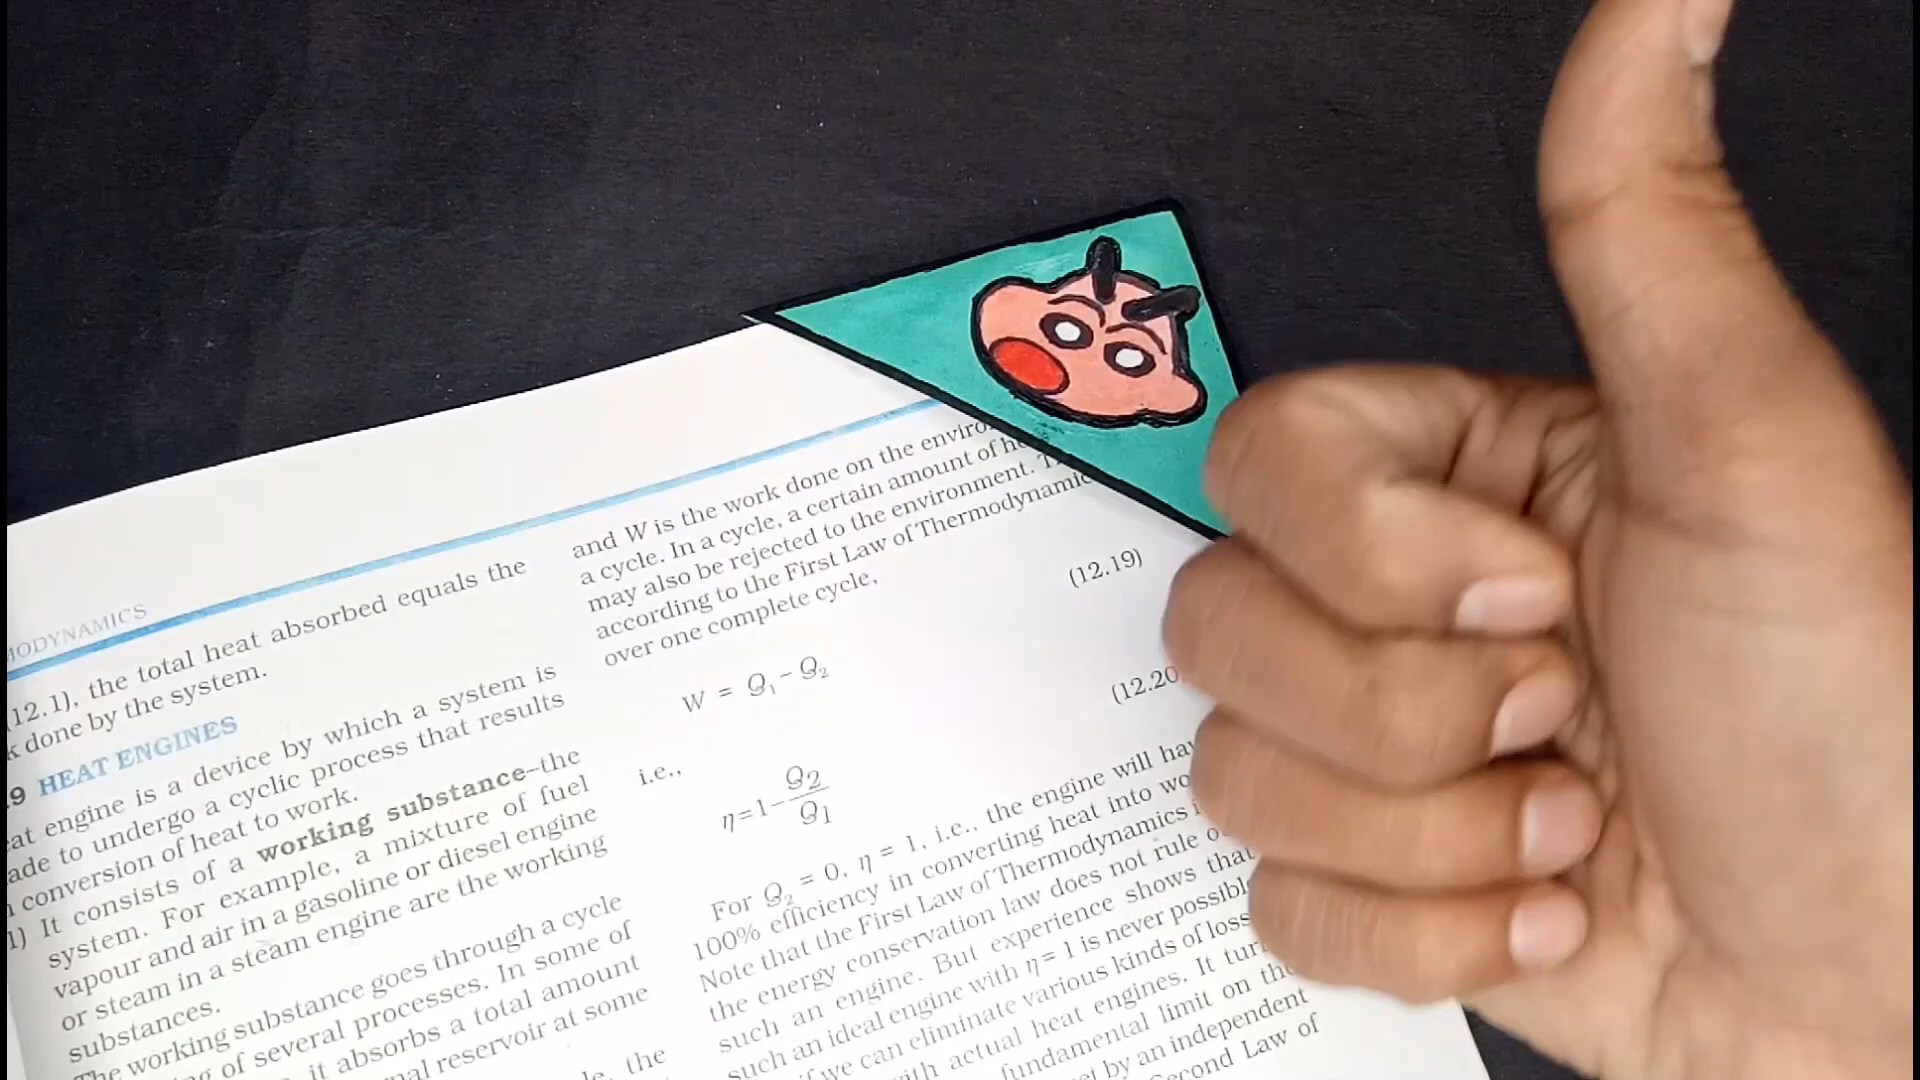 MODYNAMICS
12.1), the total heat absorbed equals the
done by the system.
9 HEAT ENGINES
engine is a device by which a system is
to undergo a cyclic process that results
conversion of heat to work.
1) It consists of a working substance–the
system. For example, a mixture of fuel
vapour and air in a gasoline or diesel engine
or steam in a steam engine are the working
substances.
The working substance goes through a cycle
of several processes. In some of
it absorbs a total amount
reservoir at some
the
and W is the work done on the enviro
a cycle. In a cycle, a certain amount of he
may also be rejected to the environment. T
according to the First Law of Thermodynamic
over one complete cycle,
(12.19)
W = Q₁ – Q₂
(12.20
i.e.,
η=1-Q2/Q1
For Q₂ = 0, η = 1, i.e., the engine will hav
100% efficiency in converting heat into wo
Note that the First Law of Thermodynamics i
the energy conservation law does not rule o
such an engine. But experience shows that
such an ideal engine with η= 1 is never possibl
we can eliminate various kinds of loss
with actual heat engines. It tur
fundamental limit on the
by an independent
Second Law of